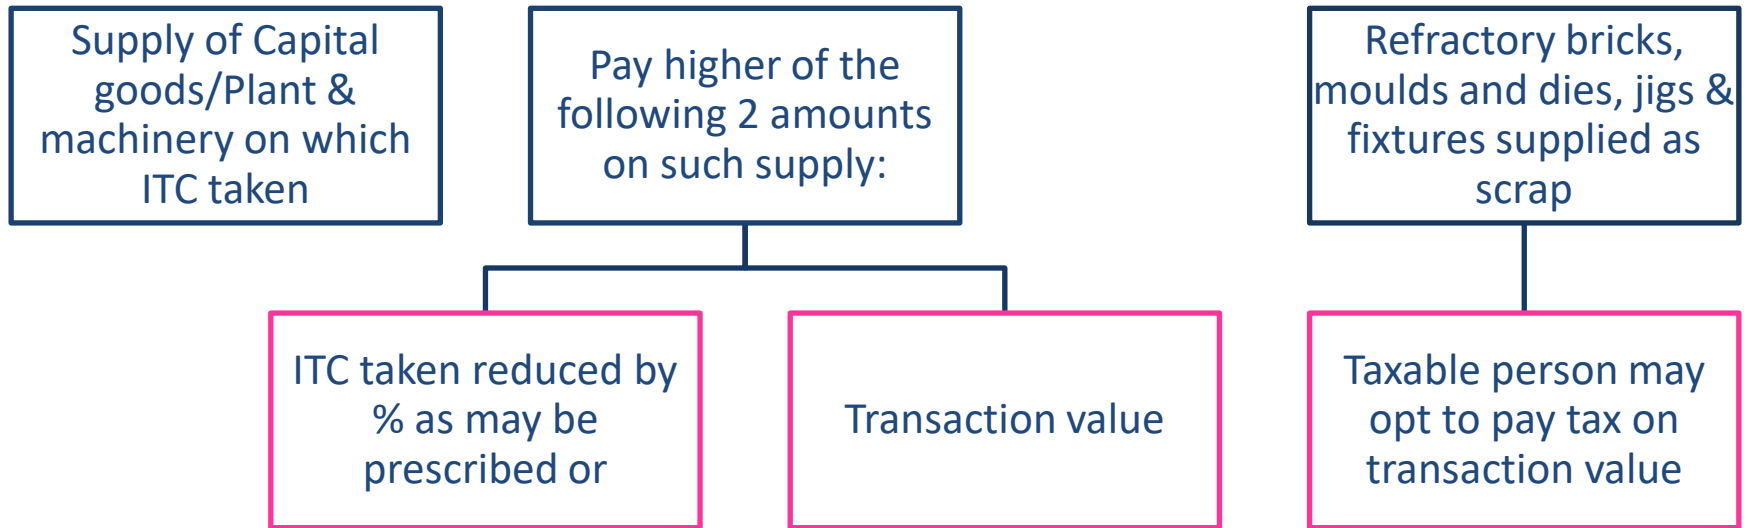 Supply of Capital
goods/Plant &
machinery on which
ITC taken
Pay higher of the
following 2 amounts
on such supply:
Refractory bricks,
moulds and dies, jigs &
fixtures supplied as
scrap
ITC taken reduced by
% as may be
prescribed or
Transaction value
Taxable person may
opt to pay tax on
transaction value